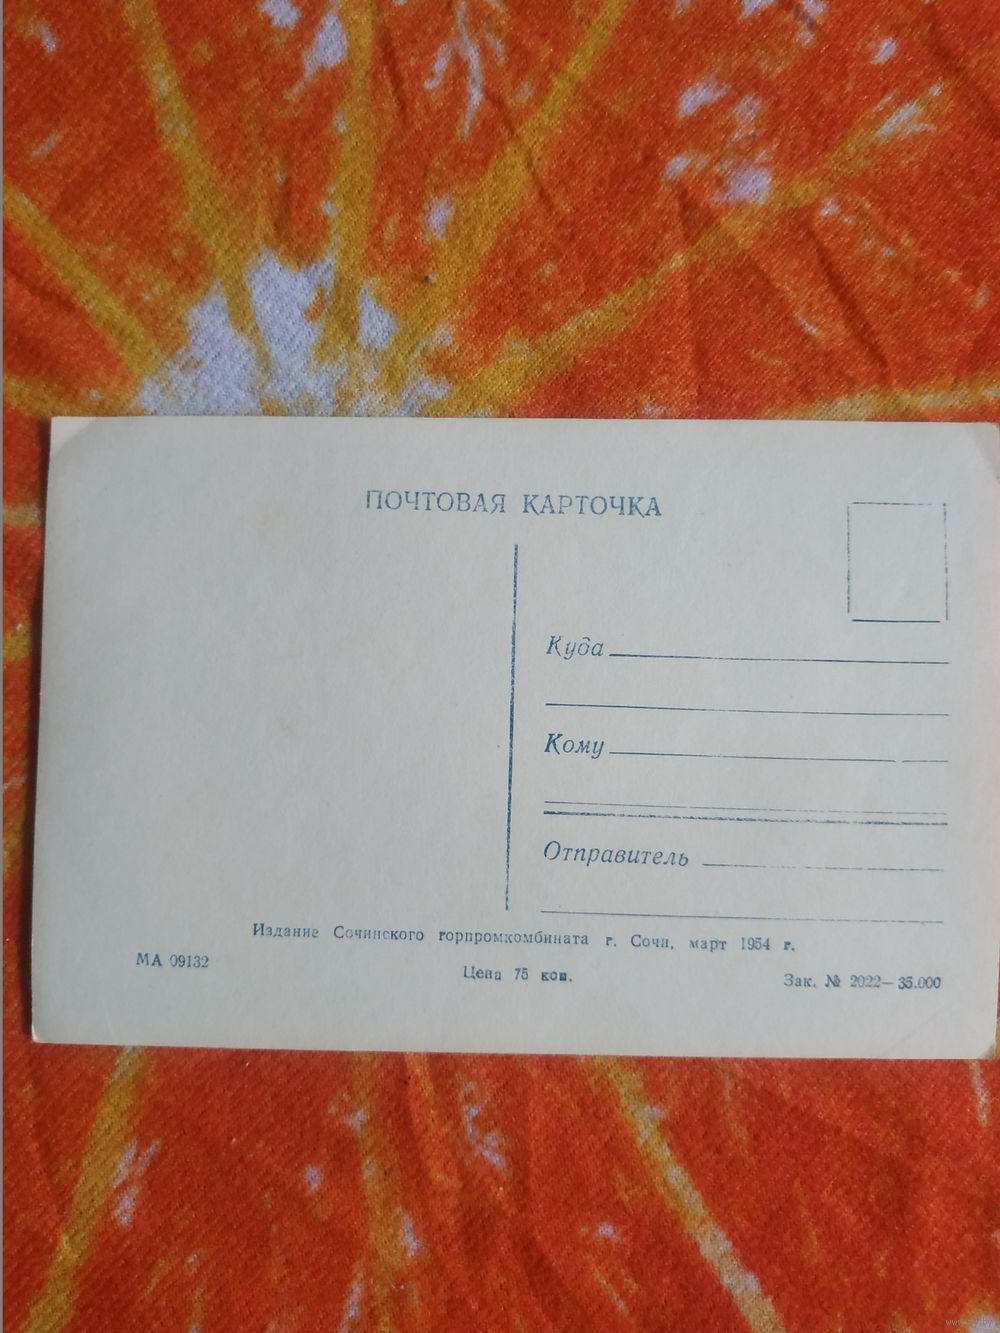 ПОЧТОВАЯ КАРТОЧКА
Куда
Кому
Отправитель
Издание Сочинского горпромкомбината г. Сочи, март 1954 г.
МА 09132
Цена 75 коп.
Зак. № 2022— 35.000